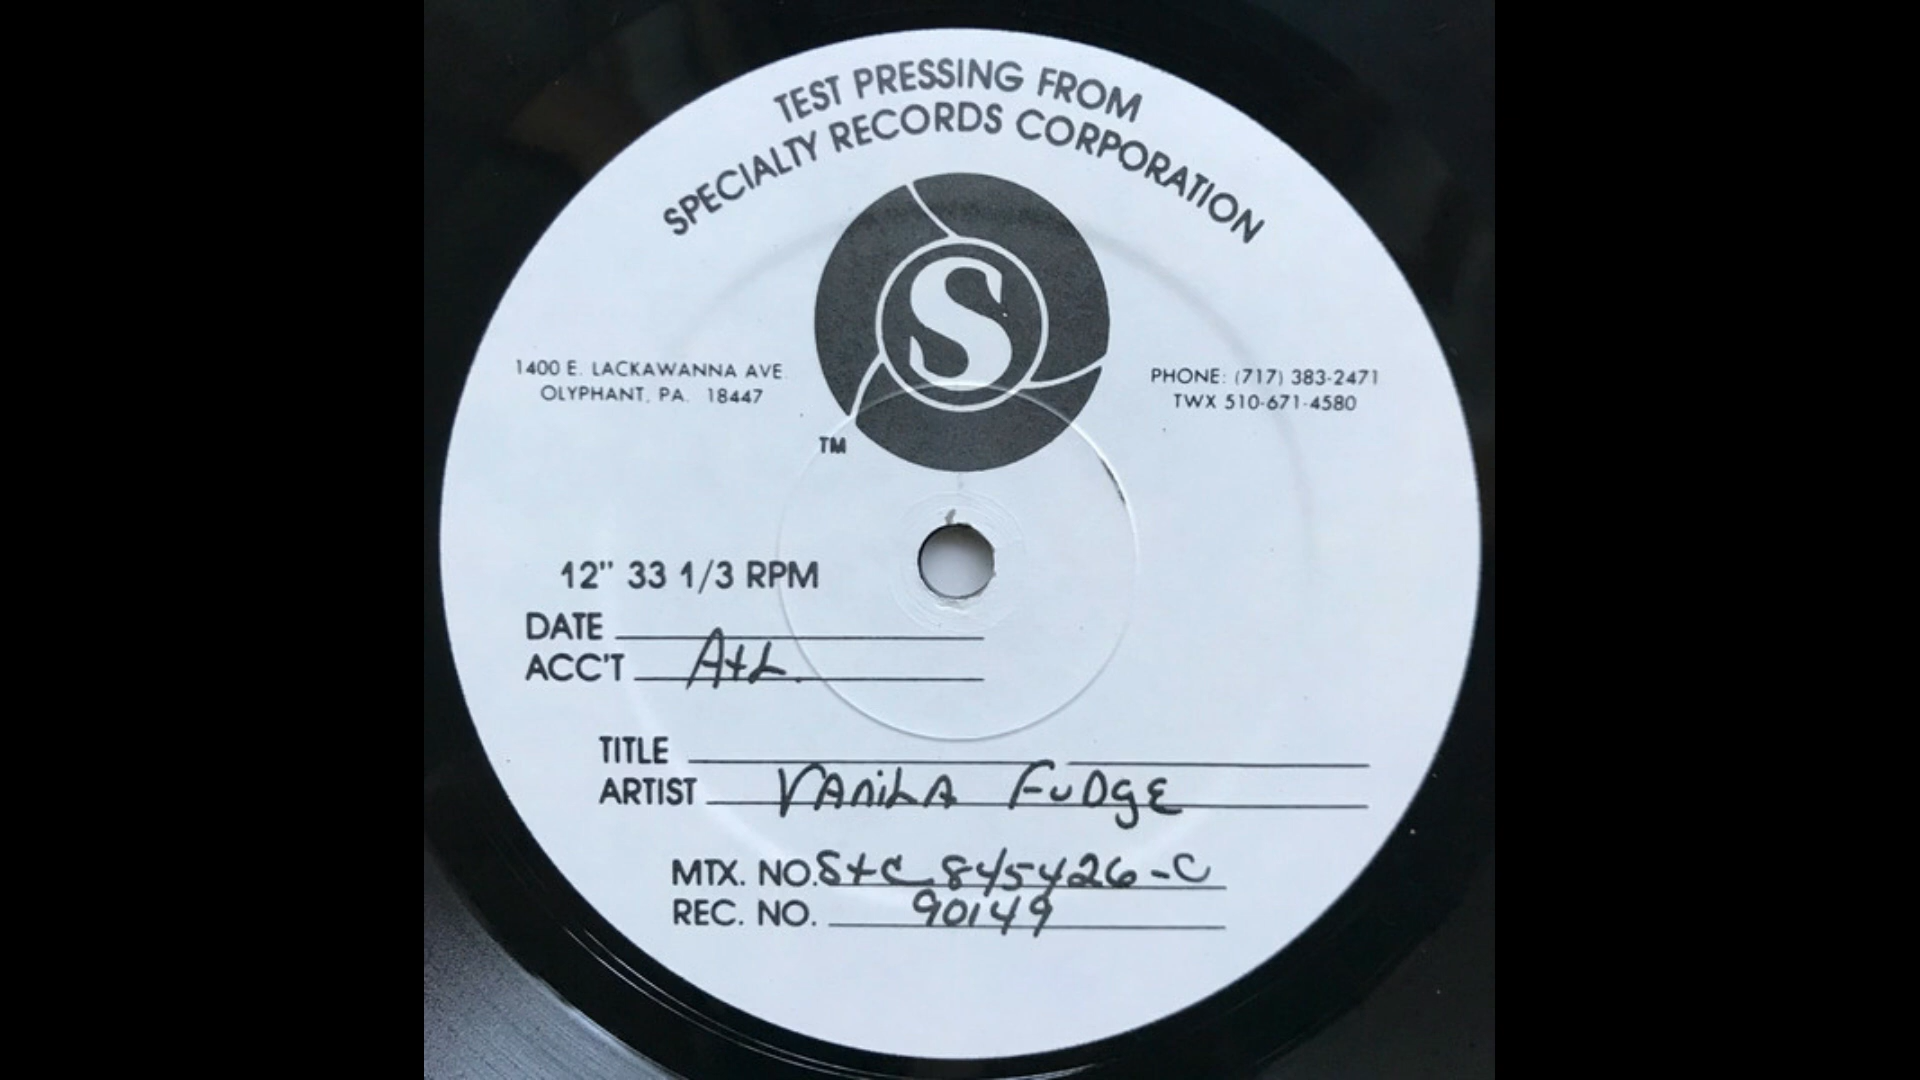 TEST PRESSING FROM
SPECIALTY RECORDS CORPORATION
S
1400 E. LACKAWANNA AVE.
OLYPHANT, PA. 18447
PHONE: (717) 383-2471
TWX 510-671-4580
TM
12" 33 1/3 RPM
DATE
ACC'T AtL.
TITLE
ARTIST VANiLA FUDgE
MTX. NO. StC 845426-C
REC. NO. 90149